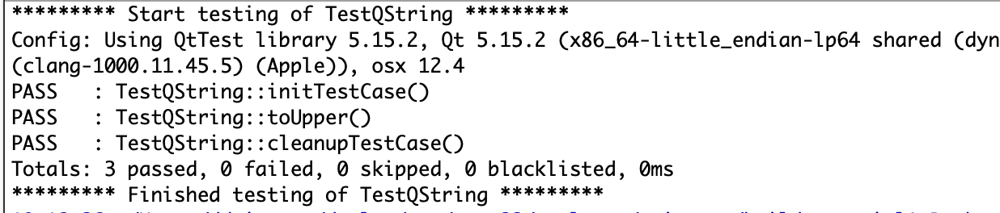 ********* Start testing of TestQString *********
Config: Using QtTest library 5.15.2, Qt 5.15.2 (x86_64-little_endian-lp64 shared (dyn
(clang-1000.11.45.5) (Apple)), osx 12.4
PASS   : TestQString::initTestCase()
PASS   : TestQString::toUpper()
PASS   : TestQString::cleanupTestCase()
Totals: 3 passed, 0 failed, 0 skipped, 0 blacklisted, 0ms
********* Finished testing of TestQString *********